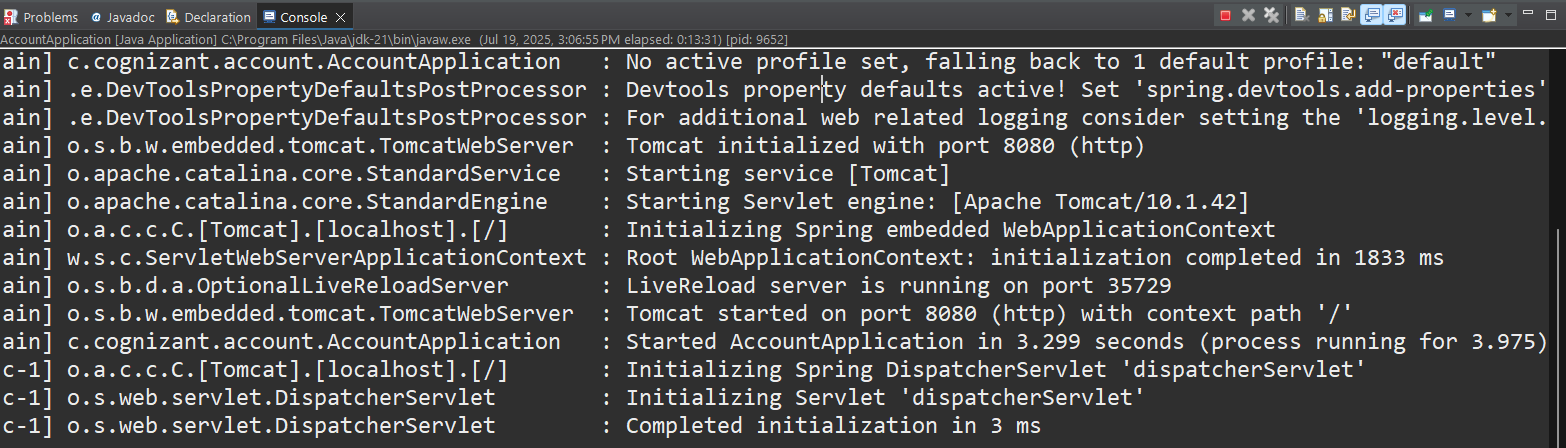 Problems @ Javadoc Declaration Console
AccountApplication [Java Application] C:\Program Files\Java\jdk-21\bin\javaw.exe (Jul 19, 2025, 3:06:55 PM elapsed: 0:13:31) [pid: 9652]
ain] c.cognizant.account.AccountApplication : No active profile set, falling back to 1 default profile: "default"
ain] .e.DevToolsPropertyDefaultsPostProcessor : Devtools property defaults active! Set 'spring.devtools.add-properties'
ain] .e.DevToolsPropertyDefaultsPostProcessor : For additional web related logging consider setting the 'logging.level.
ain] o.s.b.w.embedded.tomcat.TomcatWebServer : Tomcat initialized with port 8080 (http)
ain] o.apache.catalina.core.StandardService : Starting service [Tomcat]
ain] o.apache.catalina.core.StandardEngine : Starting Servlet engine: [Apache Tomcat/10.1.42]
ain] o.a.c.c.C.[Tomcat].[localhost].[/] : Initializing Spring embedded WebApplicationContext
ain] w.s.c.ServletWebServerApplicationContext : Root WebApplicationContext: initialization completed in 1833 ms
ain] o.s.b.d.a.OptionalLiveReloadServer : LiveReload server is running on port 35729
ain] o.s.b.w.embedded.tomcat.TomcatWebServer : Tomcat started on port 8080 (http) with context path '/'
ain] c.cognizant.account.AccountApplication : Started AccountApplication in 3.299 seconds (process running for 3.975)
c-1] o.a.c.c.C.[Tomcat].[localhost].[/] : Initializing Spring DispatcherServlet 'dispatcherServlet'
c-1] o.s.web.servlet.DispatcherServlet : Initializing Servlet 'dispatcherServlet'
c-1] o.s.web.servlet.DispatcherServlet : Completed initialization in 3 ms